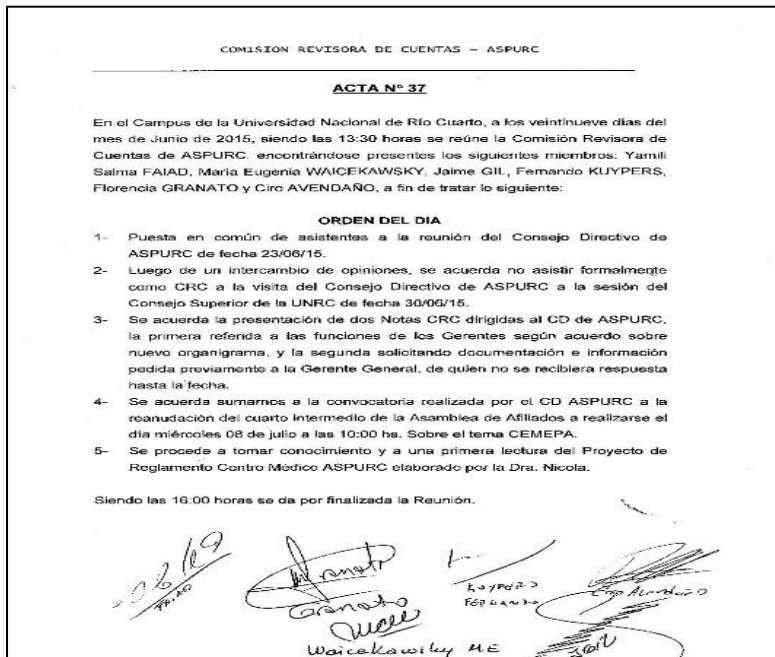 COMISION REVISORA DE CUENTAS – ASPURC
ACTA Nº 37
En el Campus de la Universidad Nacional de Río Cuarto, a los veintinueve días del
mes de Junio de 2015, siendo las 13:30 horas se reúne la Comisión Revisora de
Cuentas de ASPURC, encontrándose presentes los siguientes miembros: Yamili
Salma FAIAD, María Eugenia WAICEKAWSKY, Jaime GIL, Fernando KUYPERS,
Florencia GRANATO y Ciro AVENDAÑO, a fin de tratar lo siguiente:
ORDEN DEL DIA
1- Puesta en común de asistentes a la reunión del Consejo Directivo de
ASPURC de fecha 23/06/15.
2- Luego de un intercambio de opiniones, se acuerda no asistir formalmente
como CRC a la visita del Consejo Directivo de ASPURC a la sesión del
Consejo Superior de la UNRC de fecha 30/06/15.
3- Se acuerda la presentación de dos Notas CRC dirigidas al CD de ASPURC,
la primera referida a las funciones de los Gerentes según acuerdo sobre
nuevo organigrama, y la segunda solicitando documentación e información
pedida previamente a la Gerente General, de quien no se recibiera respuesta
hasta la fecha.
4- Se acuerda sumarnos a la convocatoria realizada por el CD ASPURC a la
reanudación del cuarto intermedio de la Asamblea de Afiliados a realizarse el
día miércoles 08 de julio a las 10:00 hs. Sobre el tema CEMEPA.
5- Se procede a tomar conocimiento y a una primera lectura del Proyecto de
Reglamento Centro Médico ASPURC elaborado por la Dra. Nicola.
Siendo las 16:00 horas se da por finalizada la Reunión.
FAIAD
Granato
KUYPERS
FERNANDO
Ciro Avendaño
Waicekawsky ME